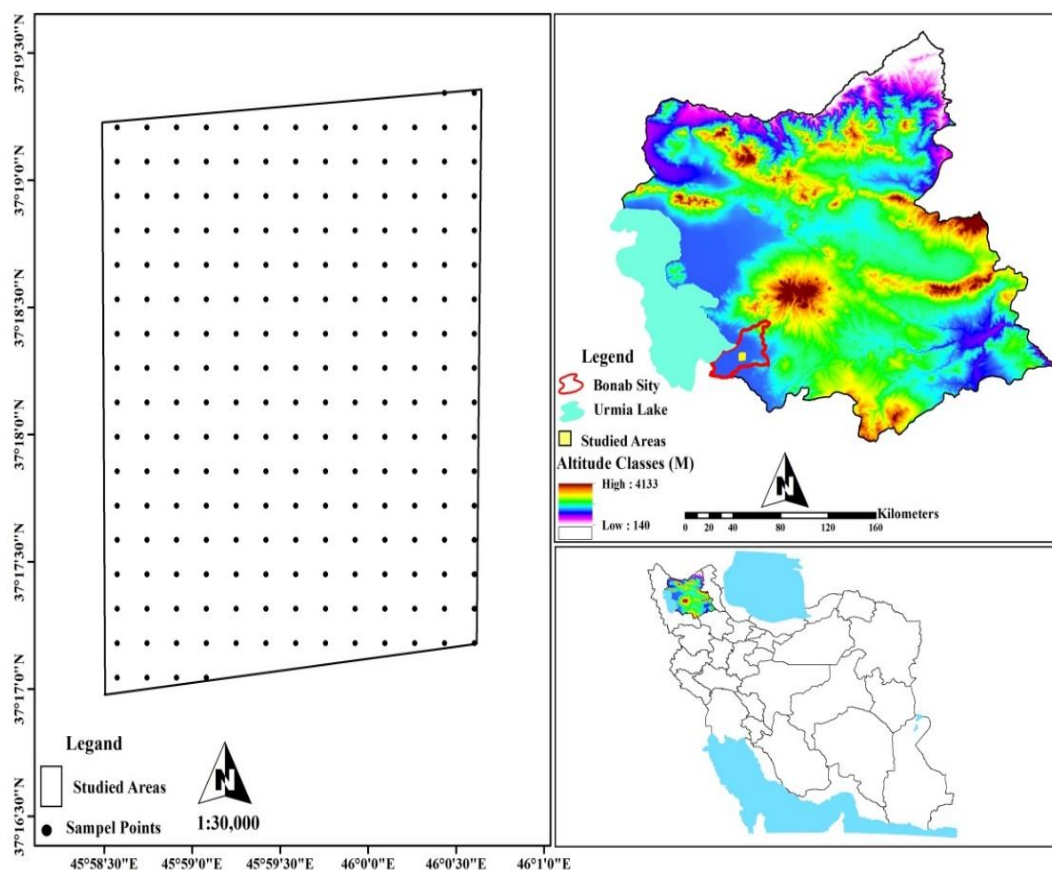 37°19'30"N
37°19'0"N
37°18'30"N
37°18'0"N
37°17'30"N
37°17'0"N
37°16'30"N
Legand
Studied Areas
Sampel Points
N
1:30,000
45°58'30"E
45°59'0"E
45°59'30"E
46°0'0"E
46°0'30"E
46°1'0"E
Legend
Bonab Sity
Urmia Lake
Studied Areas
Altitude Classes (M)
High : 4133
Low : 140
N
Kilometers
0 20 40 80 120 160